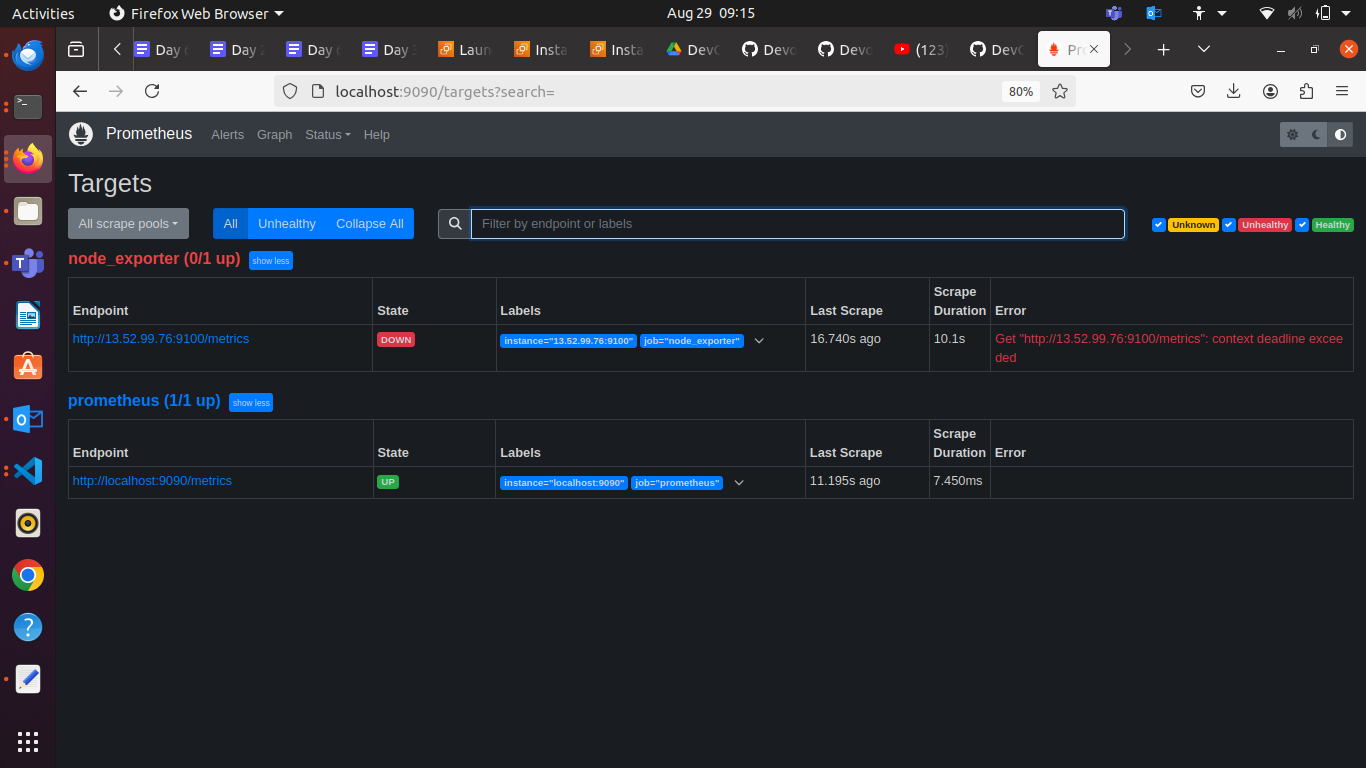 Activities Firefox Web Browser Aug 29 09:15
Day Day Day Day Laun Insta Insta DevO Devo Devo (123) DevO Pr
localhost:9090/targets?search= 80%
Prometheus Alerts Graph Status Help
Targets
All scrape pools All Unhealthy Collapse All Filter by endpoint or labels Unknown Unhealthy Healthy
node_exporter (0/1 up) show less
Endpoint State Labels Last Scrape Scrape Duration Error
http://13.52.99.76:9100/metrics DOWN instance="13.52.99.76:9100" job="node_exporter" 16.740s ago 10.1s Get "http://13.52.99.76:9100/metrics": context deadline excee
ded
prometheus (1/1 up) show less
Endpoint State Labels Last Scrape Scrape Duration Error
http://localhost:9090/metrics UP instance="localhost:9090" job="prometheus" 11.195s ago 7.450ms